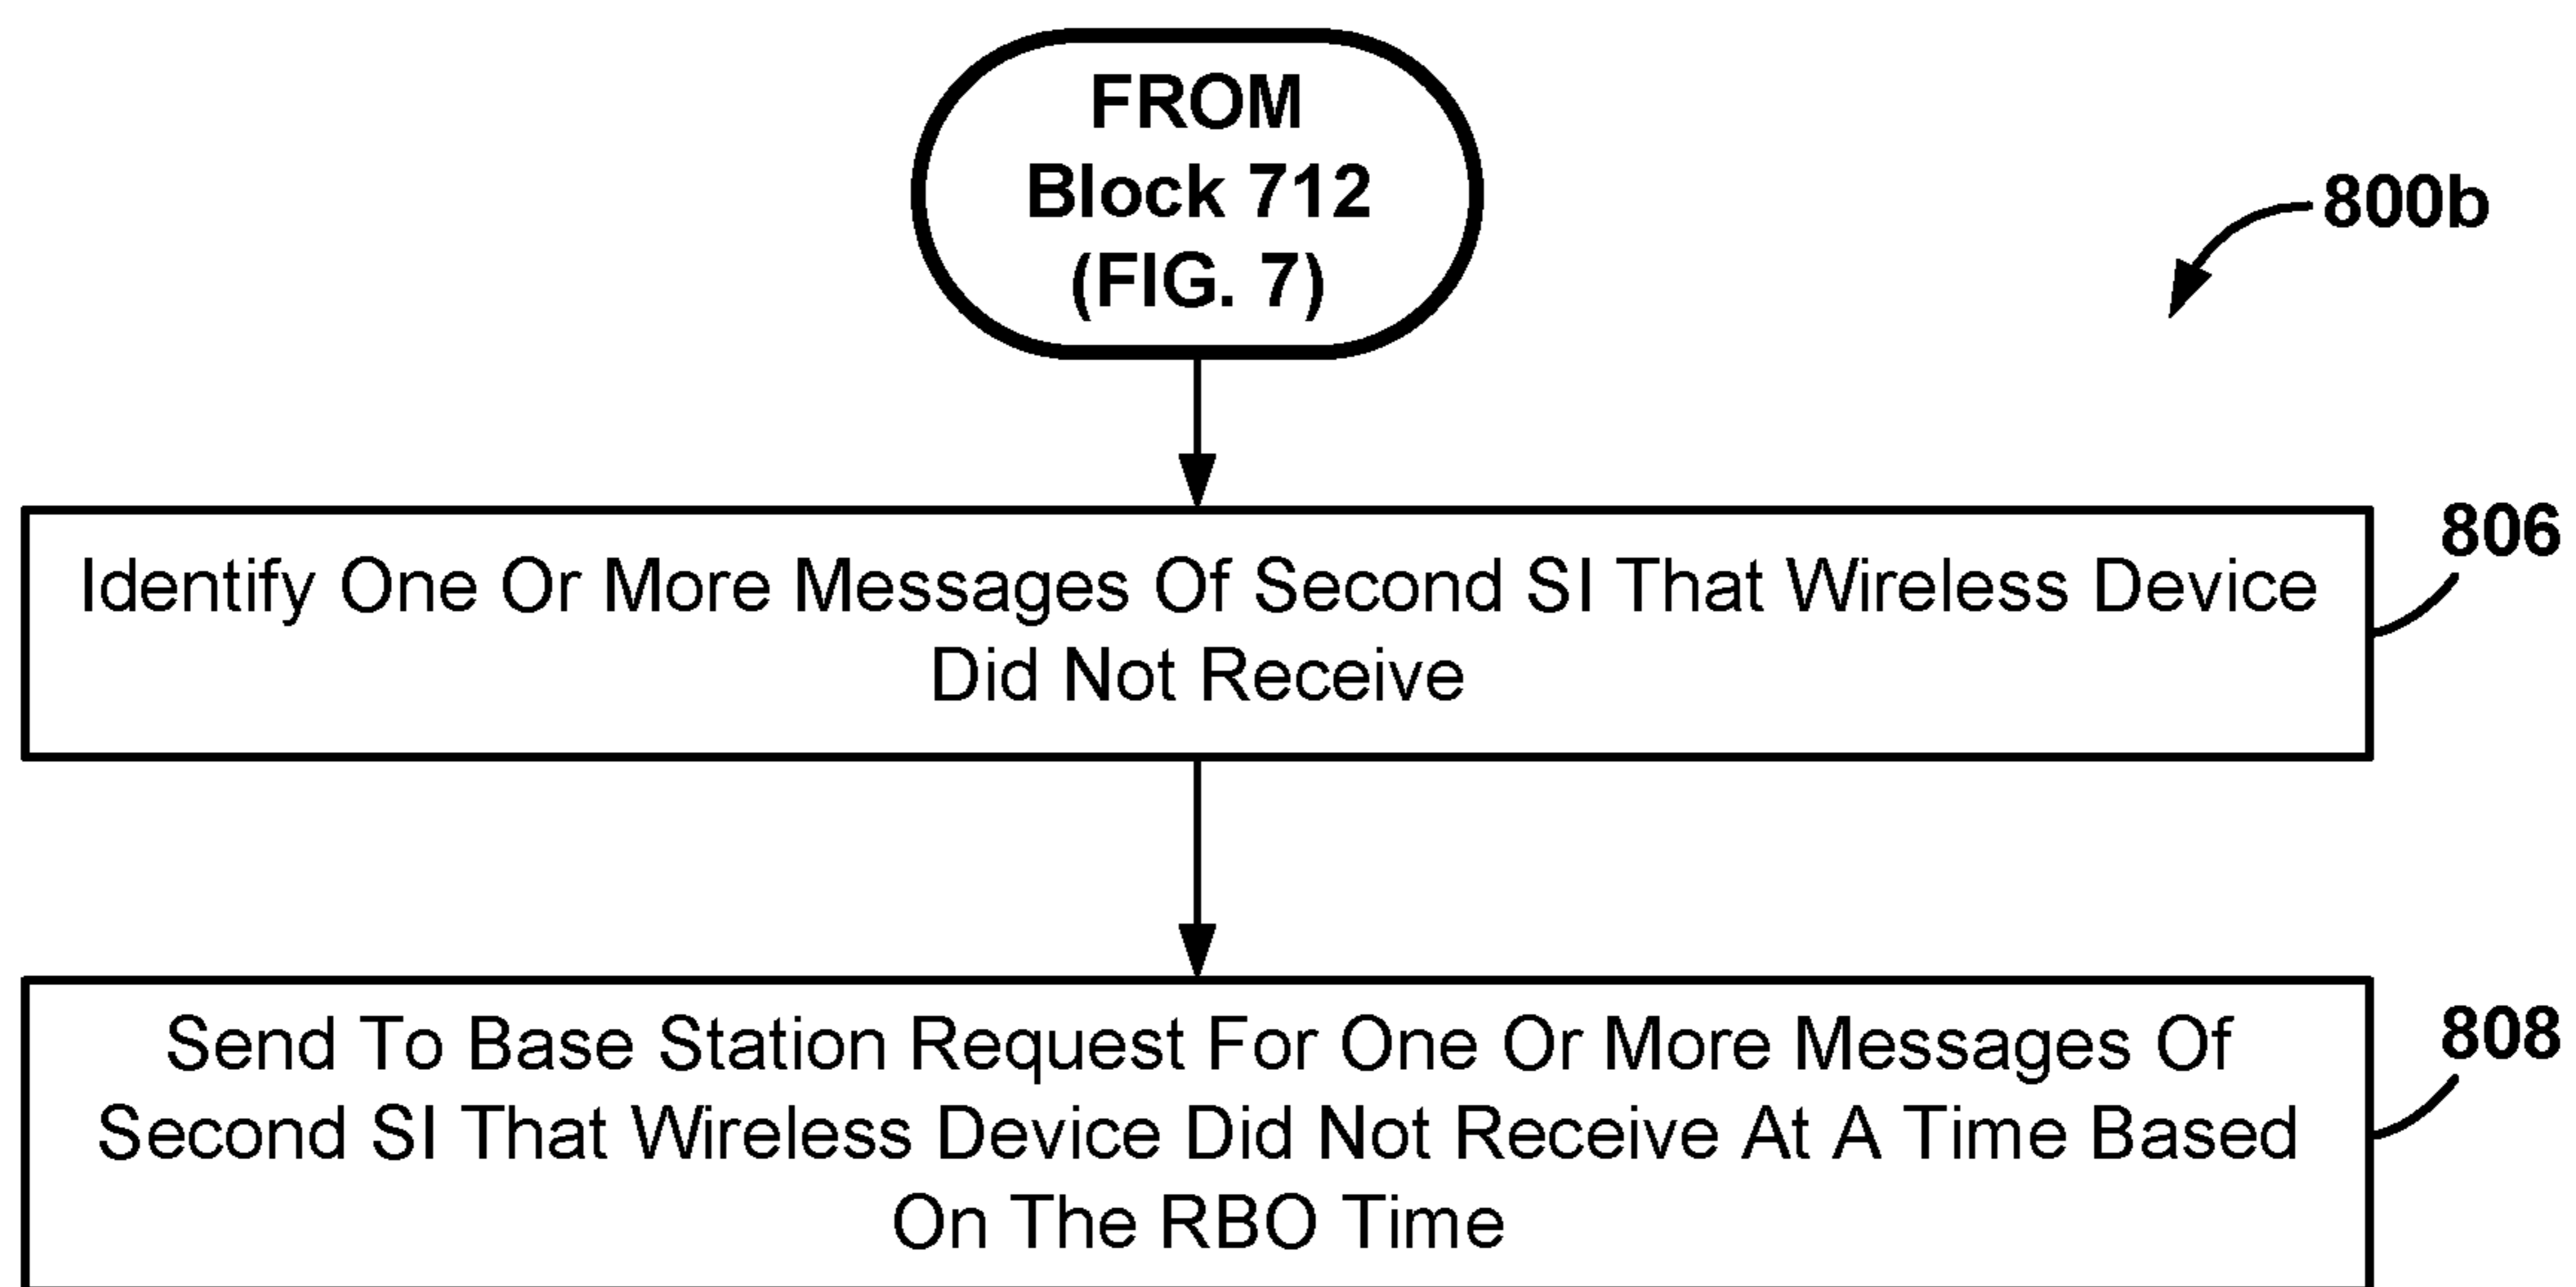 FROM
Block 712
(FIG. 7)
800b
806
Identify One Or More Messages Of Second SI That Wireless Device
Did Not Receive
808
Send To Base Station Request For One Or More Messages Of
Second SI That Wireless Device Did Not Receive At A Time Based
On The RBO Time